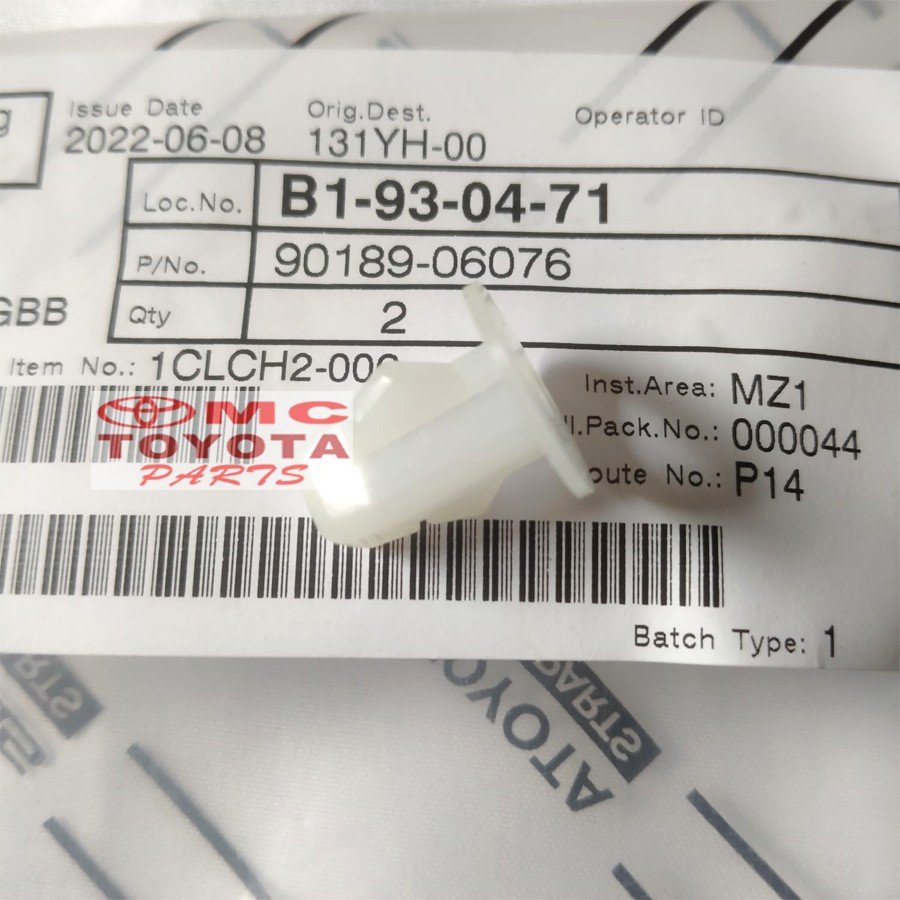 Issue Date Orig.Dest. Operator ID
2022-06-08 131YH-00
Loc.No. B1-93-04-71
P/No. 90189-06076
GBB Qty 2
Item No.: 1CLCH2-00
Inst.Area: MZ1
.Pack.No.: 000044
oute No.: P14
MC
TOYOTA
PARTS
Batch Type: 1
PARTS
TOYOTA